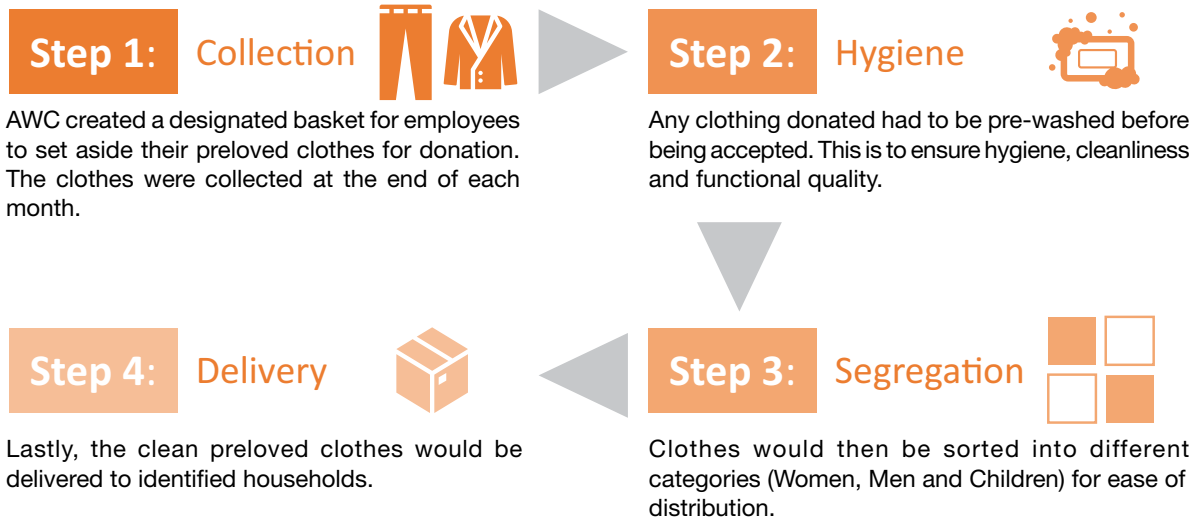 Step 1: Collection
AWC created a designated basket for employees
to set aside their preloved clothes for donation.
The clothes were collected at the end of each
month.
Step 2: Hygiene
Any clothing donated had to be pre-washed before
being accepted. This is to ensure hygiene, cleanliness
and functional quality.
Step 3: Segregation
Clothes would then be sorted into different
categories (Women, Men and Children) for ease of
distribution.
Step 4: Delivery
Lastly, the clean preloved clothes would be
delivered to identified households.